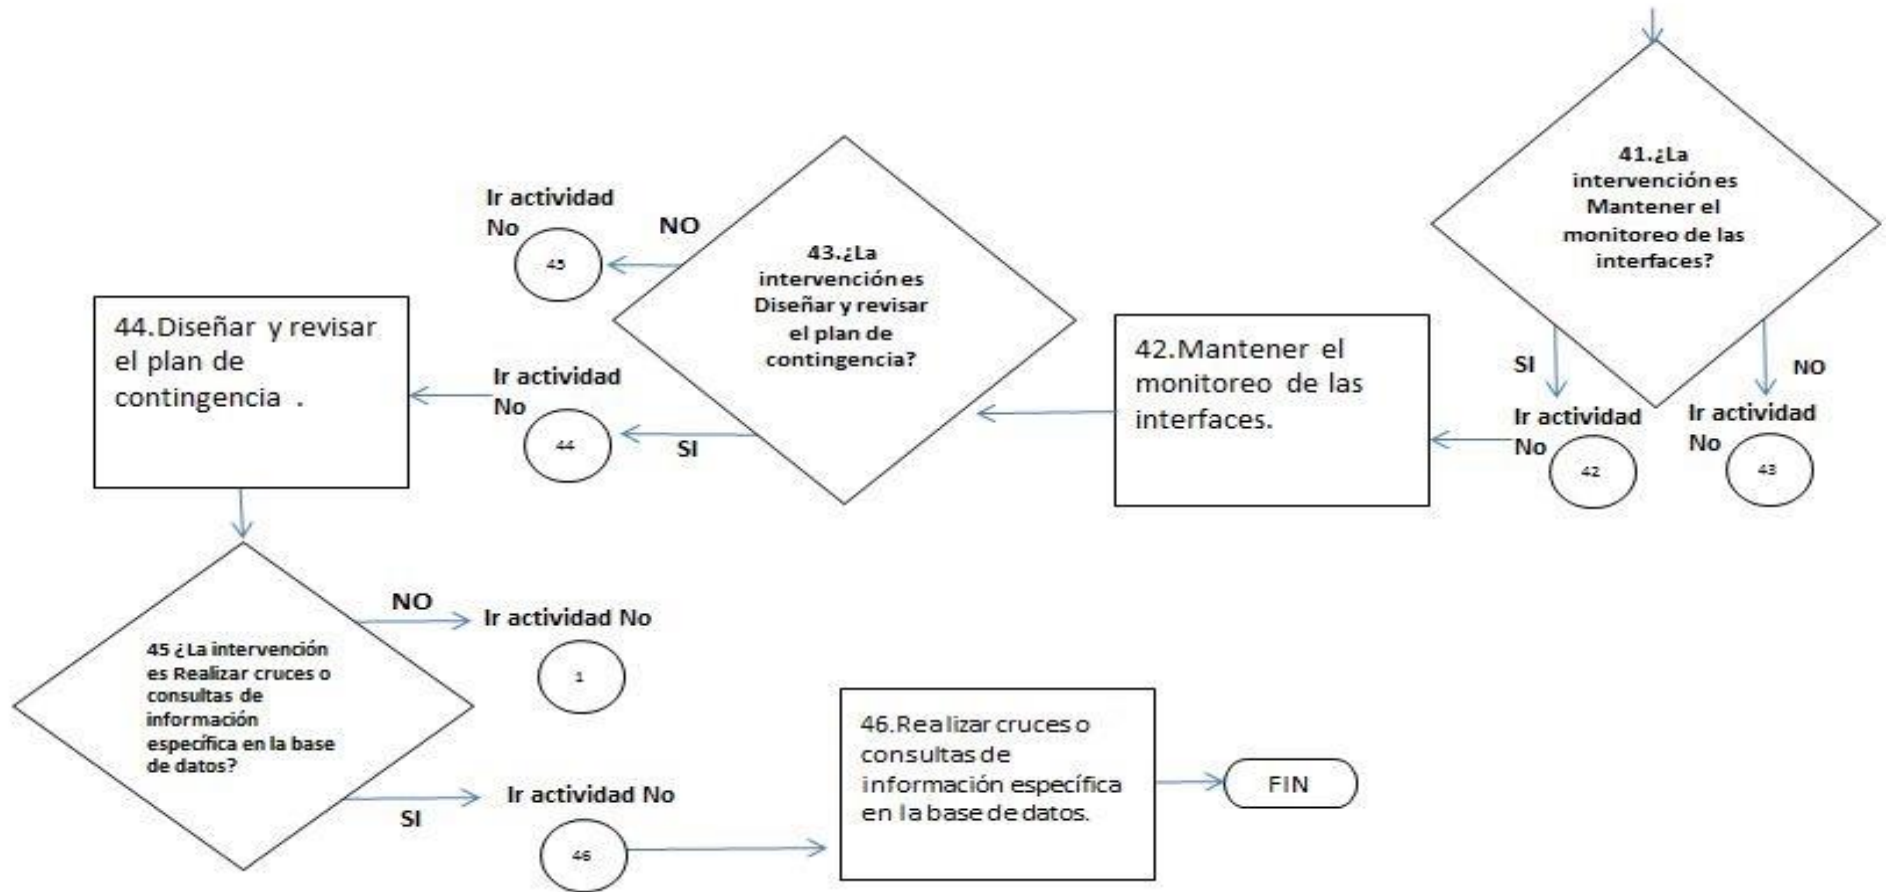 41.¿La
intervención es
Mantener el
monitoreo de las
interfaces?
SI
NO
Ir actividad
No
42
Ir actividad
No
43
42.Mantener el
monitoreo de las
interfaces.
43.¿La
intervención es
Diseñar y revisar
el plan de
contingencia?
NO
Ir actividad
No
45
SI
Ir actividad
No
44
44.Diseñar y revisar
el plan de
contingencia .
45 ¿La intervención
es Realizar cruces o
consultas de
información
específica en la base
de datos?
NO
Ir actividad No
1
SI
Ir actividad No
46
46.Realizar cruces o
consultas de
información específica
en la base de datos.
FIN